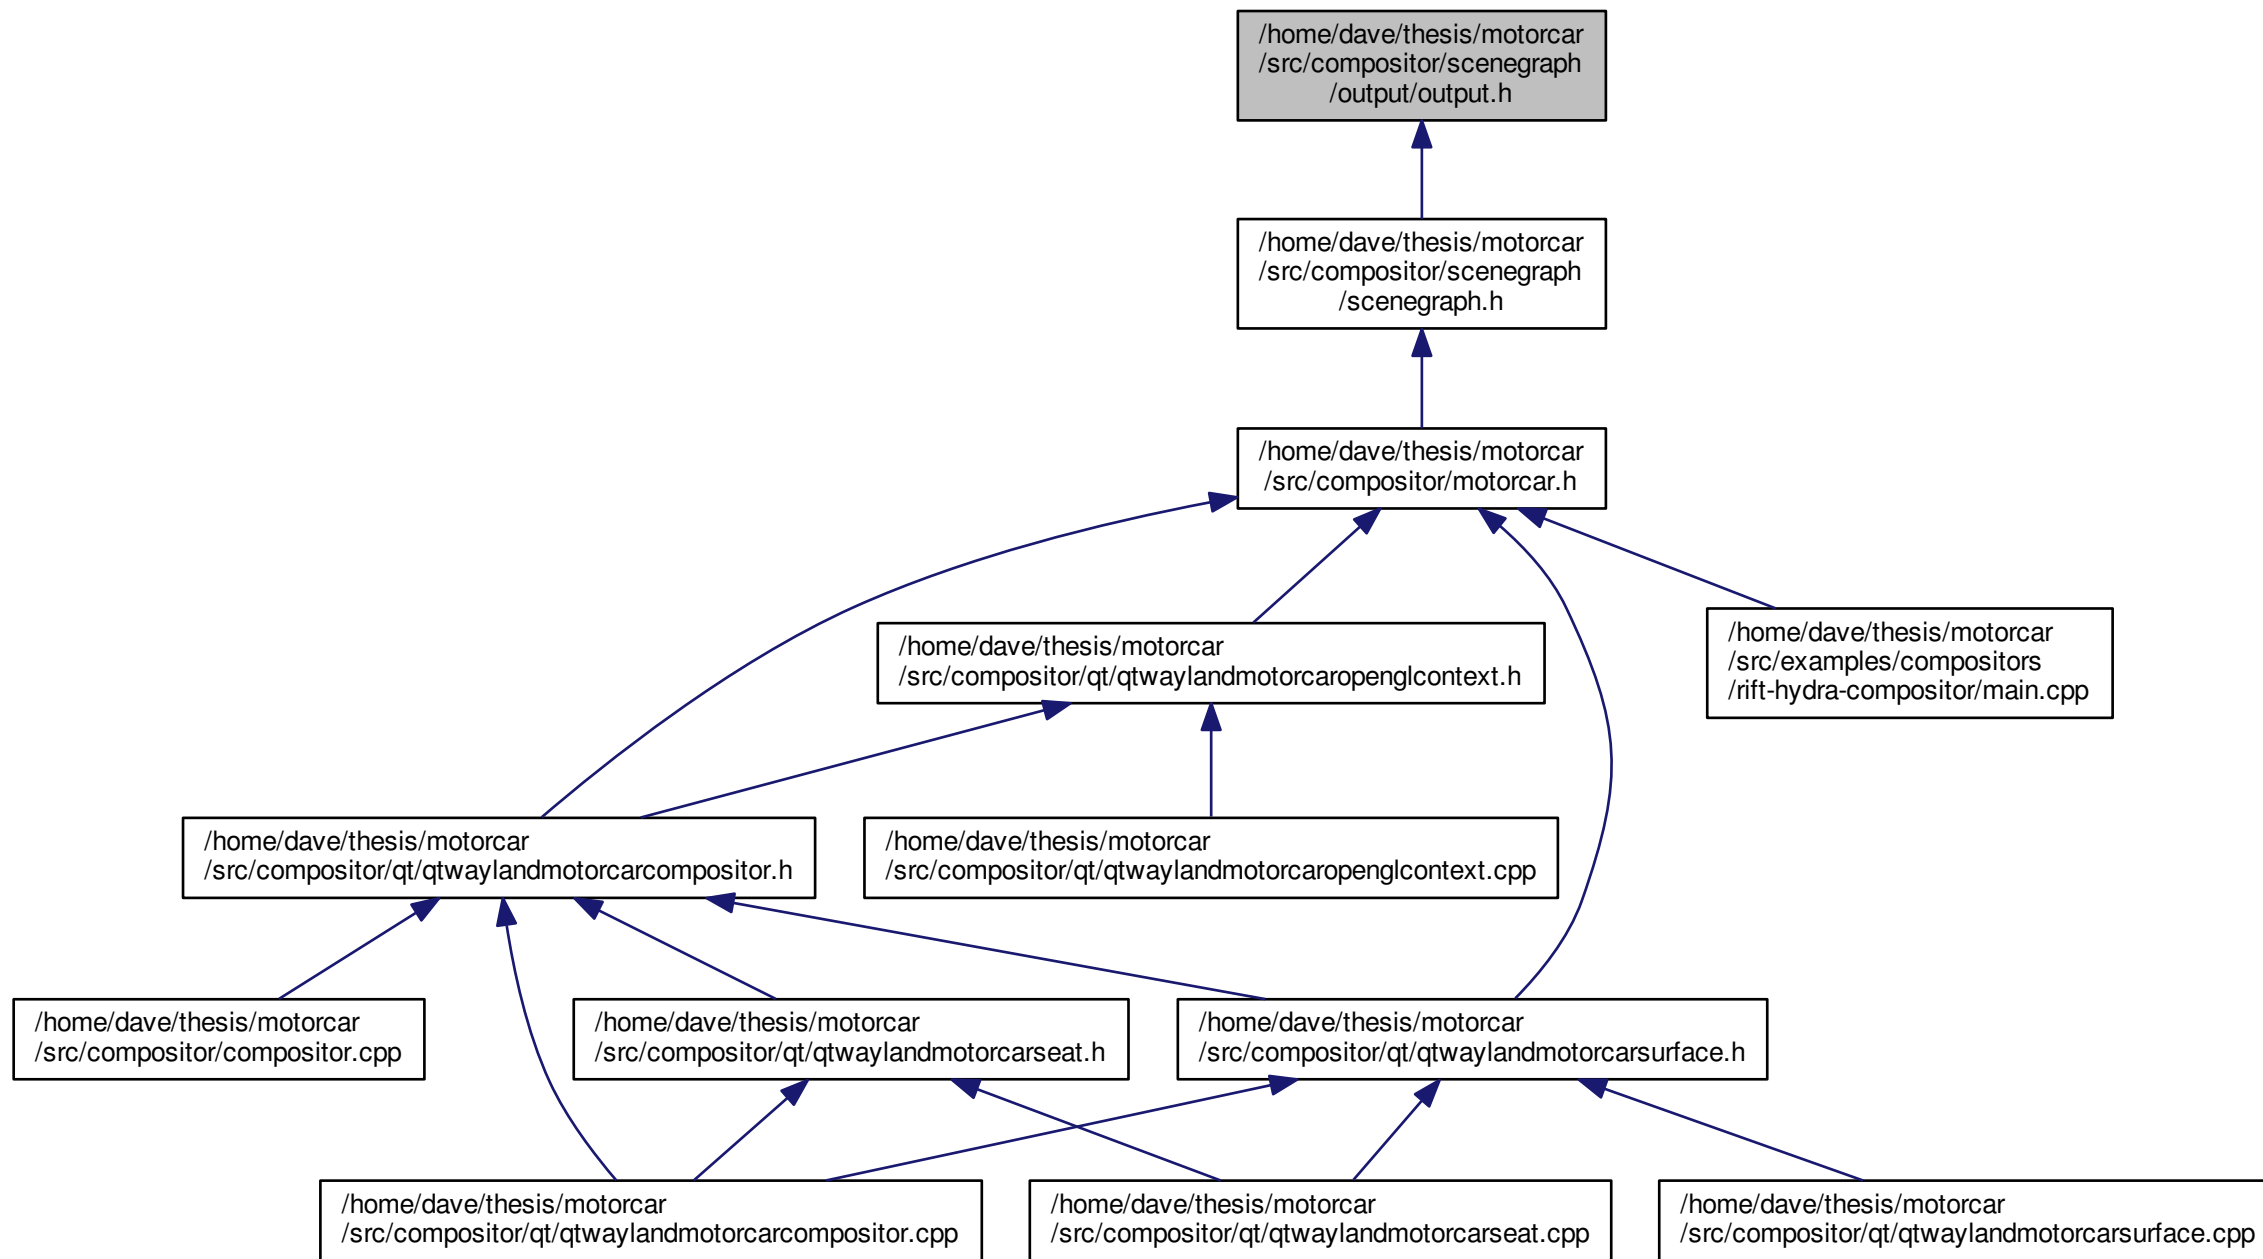 /home/dave/thesis/motorcar
/src/compositor/scenegraph
/output/output.h
/home/dave/thesis/motorcar
/src/compositor/scenegraph
/scenegraph.h
/home/dave/thesis/motorcar
/src/compositor/motorcar.h
/home/dave/thesis/motorcar
/src/compositor/qt/qtwaylandmotorcaropenglcontext.h
/home/dave/thesis/motorcar
/src/examples/compositors
/rift-hydra-compositor/main.cpp
/home/dave/thesis/motorcar
/src/compositor/qt/qtwaylandmotorcarcompositor.h
/home/dave/thesis/motorcar
/src/compositor/qt/qtwaylandmotorcaropenglcontext.cpp
/home/dave/thesis/motorcar
/src/compositor/compositor.cpp
/home/dave/thesis/motorcar
/src/compositor/qt/qtwaylandmotorcarseat.h
/home/dave/thesis/motorcar
/src/compositor/qt/qtwaylandmotorcarsurface.h
/home/dave/thesis/motorcar
/src/compositor/qt/qtwaylandmotorcarcompositor.cpp
/home/dave/thesis/motorcar
/src/compositor/qt/qtwaylandmotorcarseat.cpp
/home/dave/thesis/motorcar
/src/compositor/qt/qtwaylandmotorcarsurface.cpp